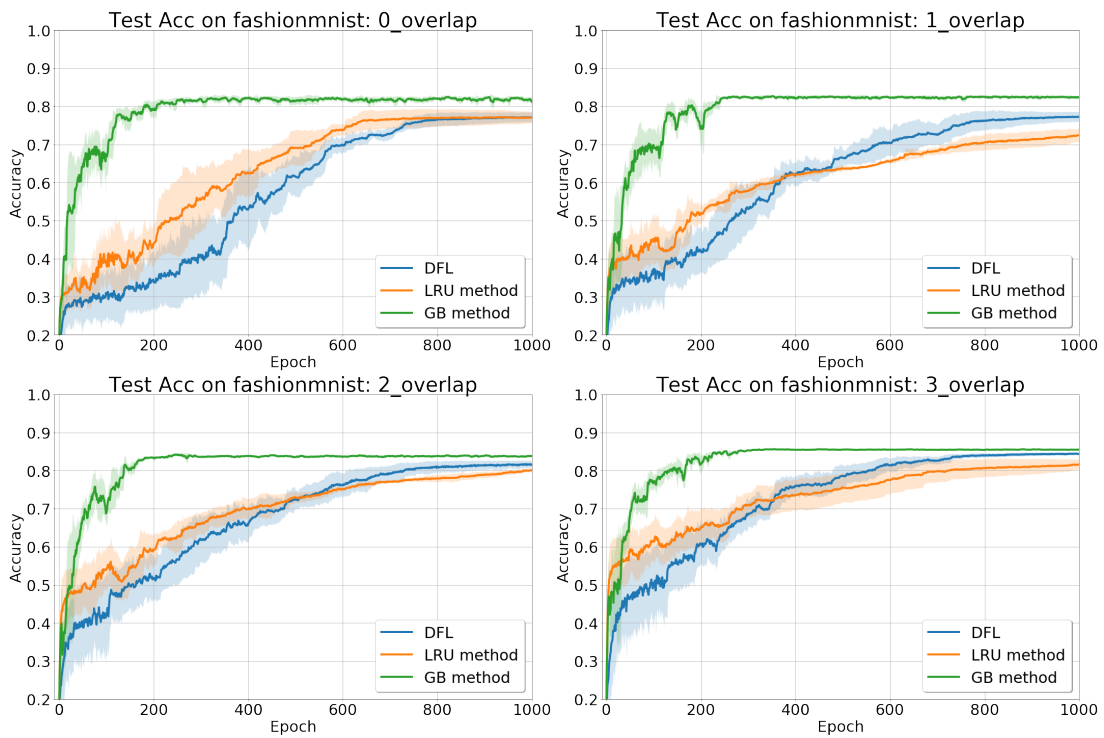 Test Acc on fashionmnist: 0_overlap
1.0
0.9
0.8
0.7
0.6
0.5
0.4
0.3
0.2
Accuracy
DFL
LRU method
GB method
0 200 400 600 800 1000
Epoch
Test Acc on fashionmnist: 1_overlap
1.0
0.9
0.8
0.7
0.6
0.5
0.4
0.3
0.2
Accuracy
DFL
LRU method
GB method
0 200 400 600 800 1000
Epoch
Test Acc on fashionmnist: 2_overlap
1.0
0.9
0.8
0.7
0.6
0.5
0.4
0.3
0.2
Accuracy
DFL
LRU method
GB method
0 200 400 600 800 1000
Epoch
Test Acc on fashionmnist: 3_overlap
1.0
0.9
0.8
0.7
0.6
0.5
0.4
0.3
0.2
Accuracy
DFL
LRU method
GB method
0 200 400 600 800 1000
Epoch